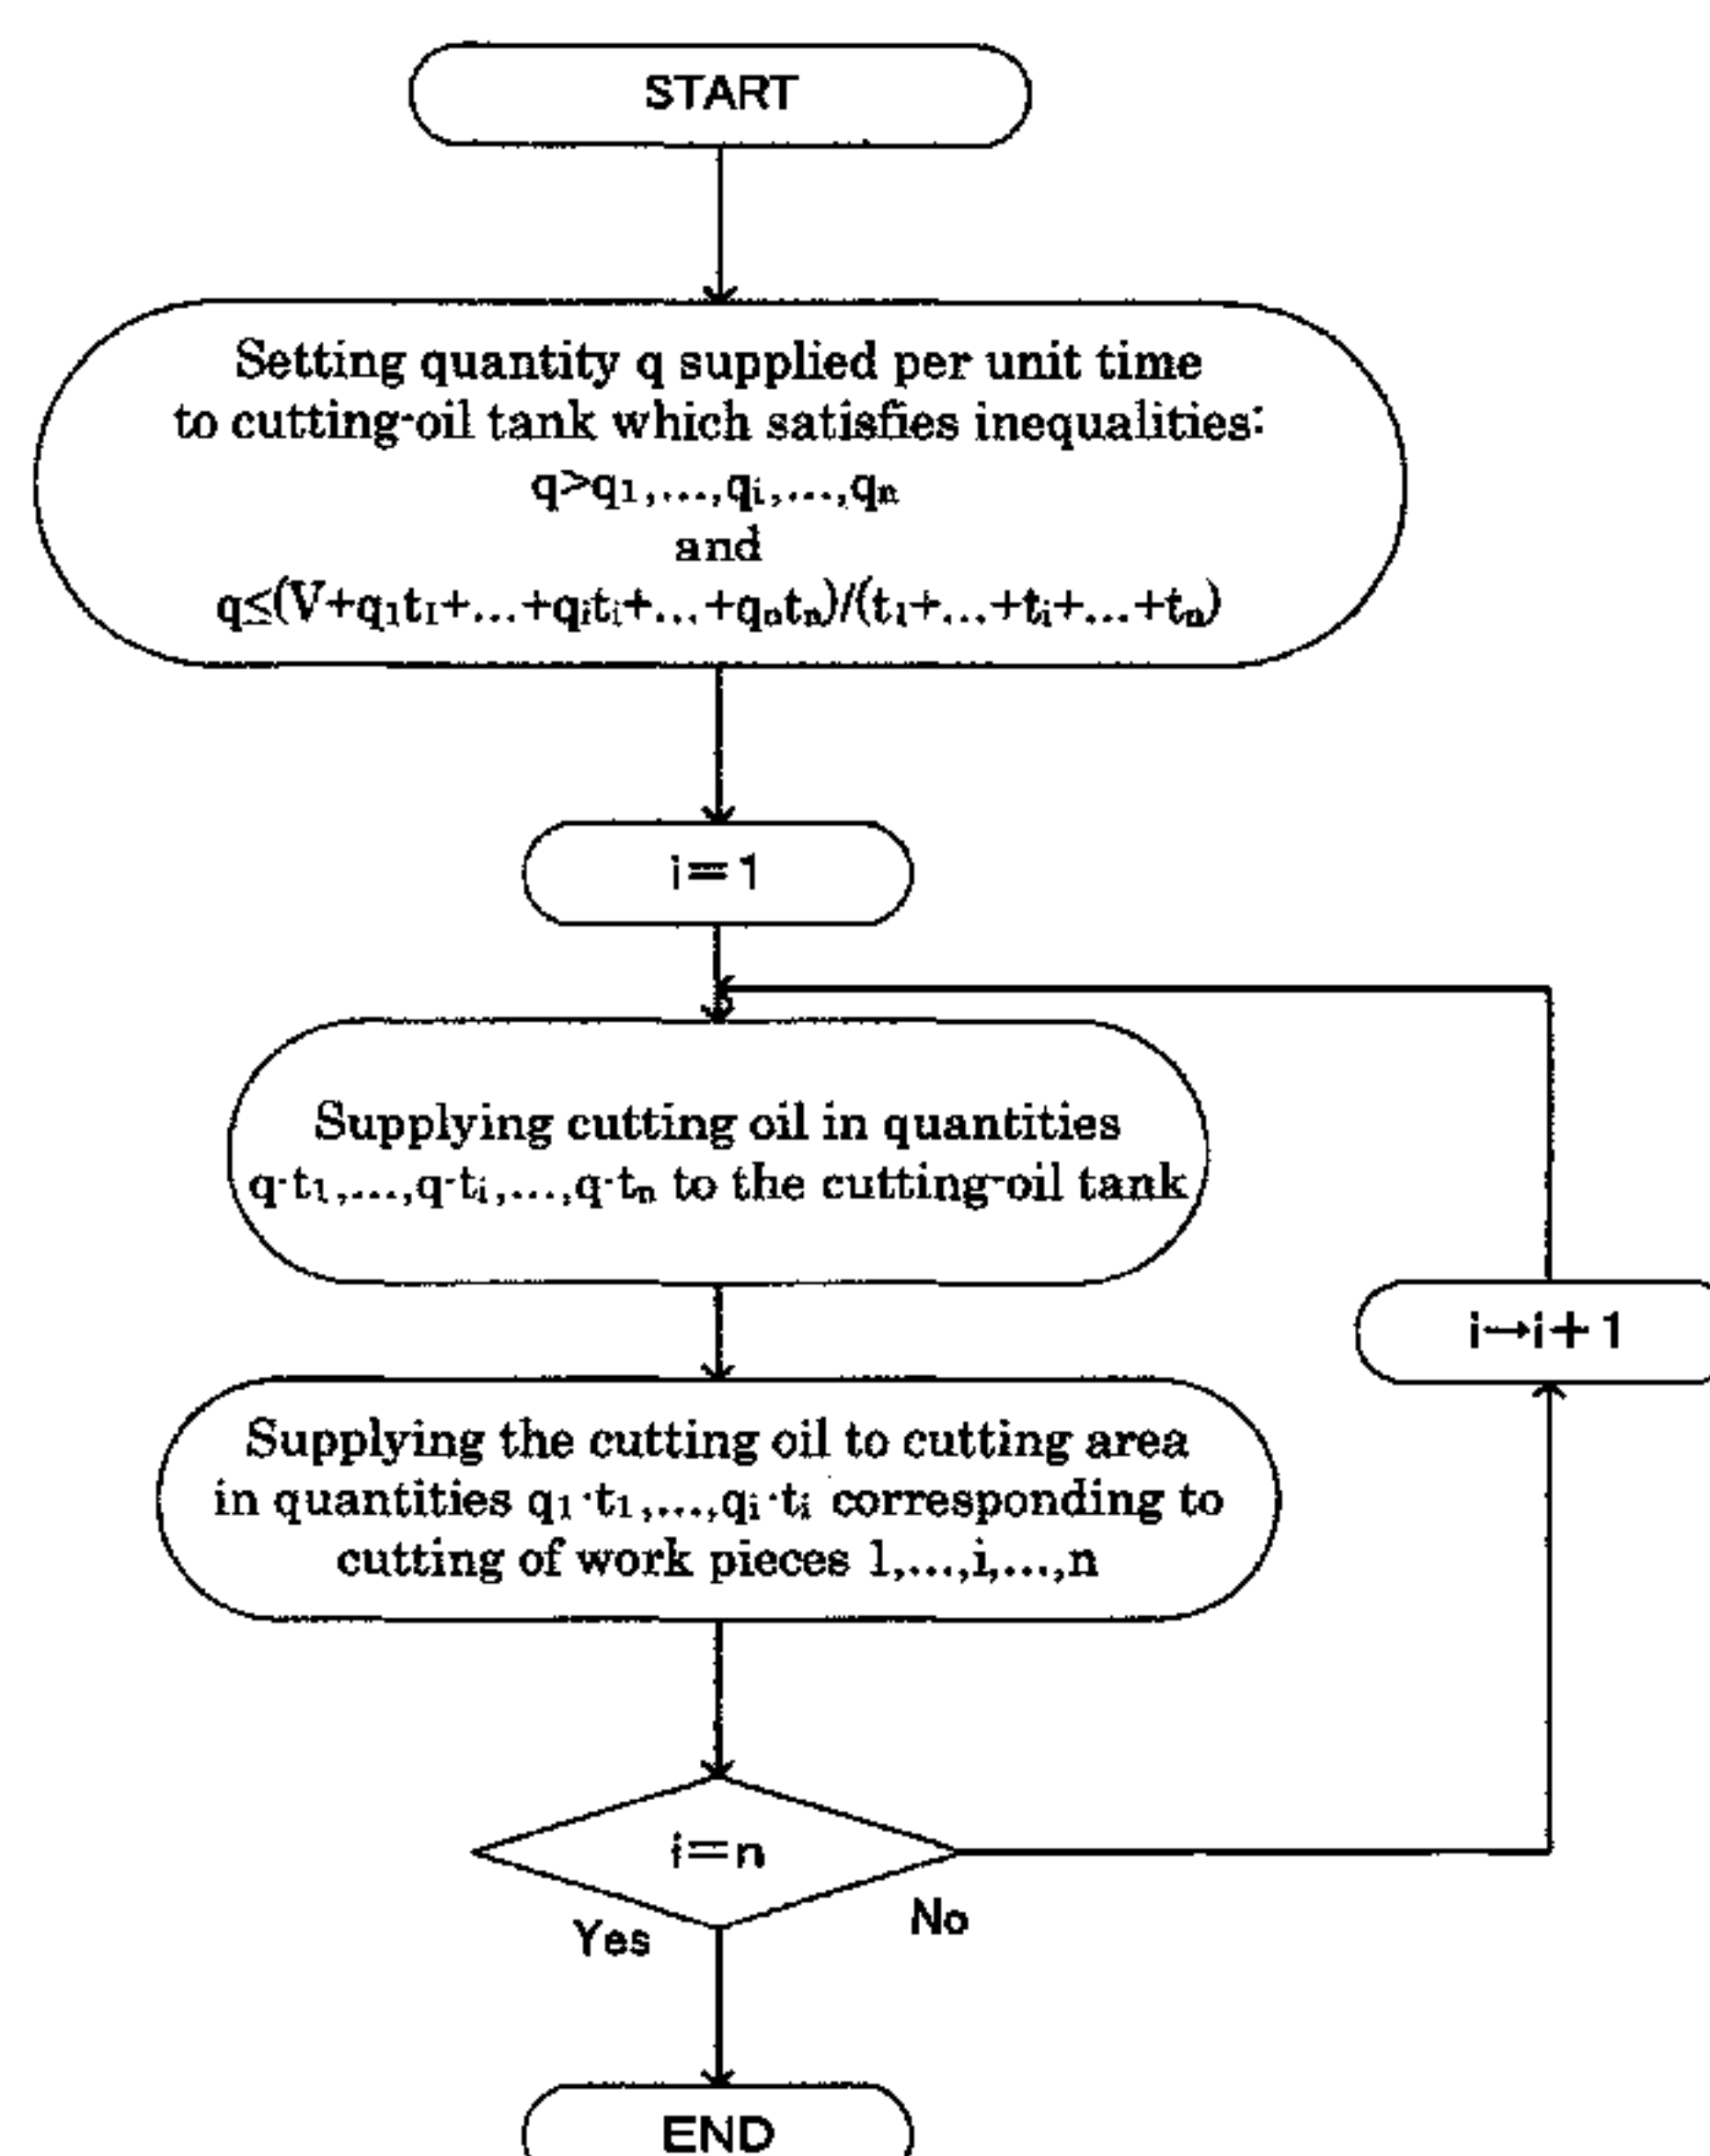 START
Setting quantity q supplied per unit time
to cutting-oil tank which satisfies inequalities:
q>q₁,...,qᵢ,...,qₙ
and
q≤(V+q₁t₁+...+qᵢtᵢ+...+qₙtₙ)/(t₁+...+tᵢ+...+tₙ)
i=1
Supplying cutting oil in quantities
q·t₁,...,q·tᵢ,...,q·tₙ to the cutting-oil tank
i→i+1
Supplying the cutting oil to cutting area
in quantities q₁·t₁,...,qᵢ·tᵢ corresponding to
cutting of work pieces 1,...,i,...,n
i=n
No
Yes
END